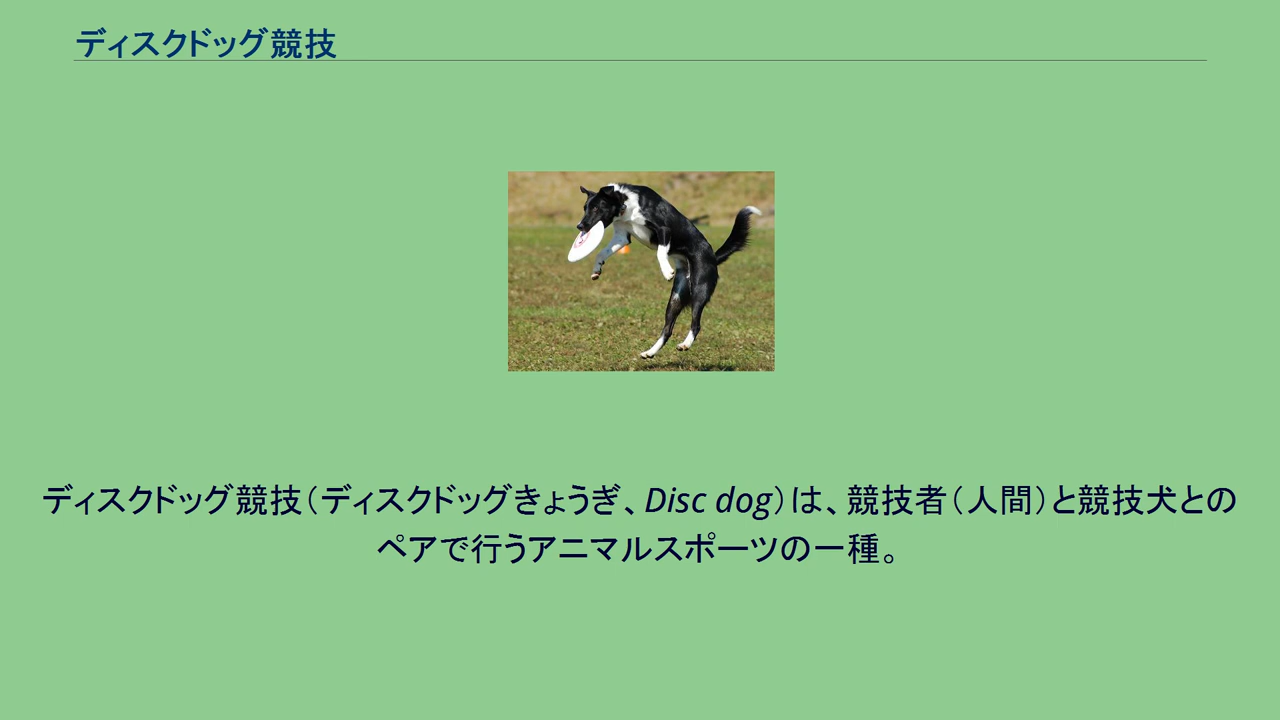 ディスクドッグ競技
ディスクドッグ競技（ディスクドッグきょうぎ、Disc dog）は、競技者（人間）と競技犬との
ペアで行うアニマルスポーツの一種。